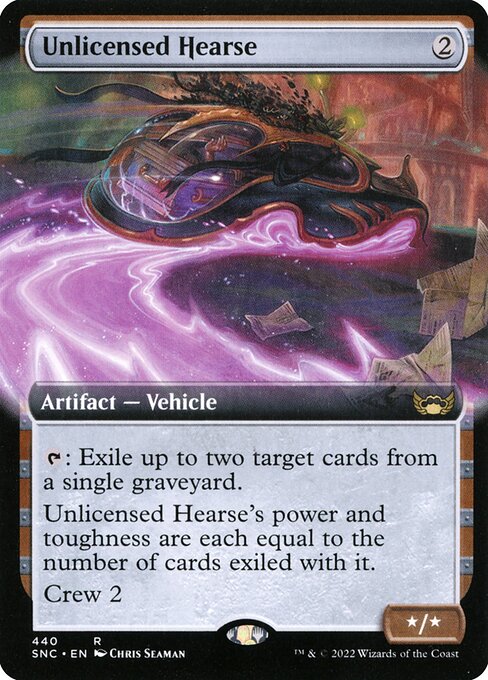 Unlicensed Hearse 2
Artifact — Vehicle
: Exile up to two target cards from
a single graveyard.
Unlicensed Hearse's power and
toughness are each equal to the
number of cards exiled with it.
Crew 2
★/★
440 R
SNC • EN Chris Seaman ™ & © 2022 Wizards of the Coast